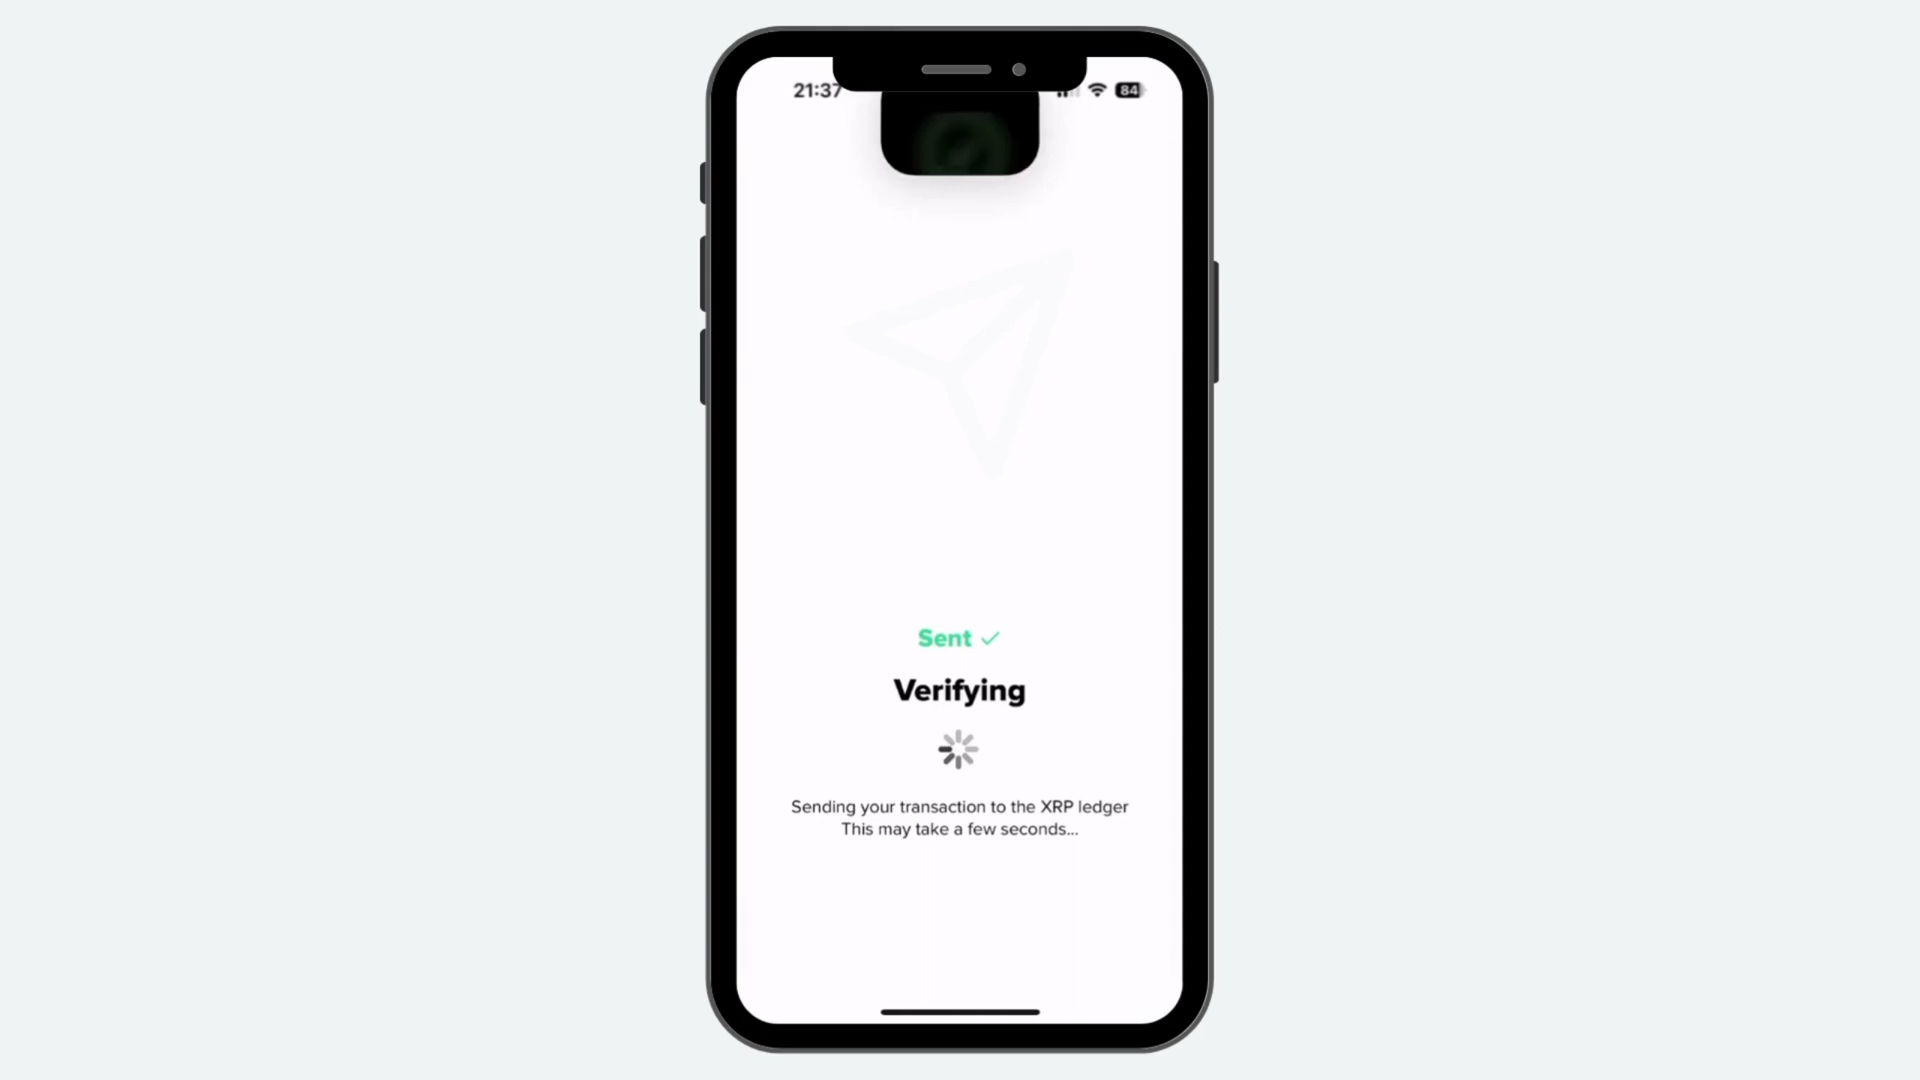 21:37
84
Sent
Verifying
Sending your transaction to the XRP ledger
This may take a few seconds...